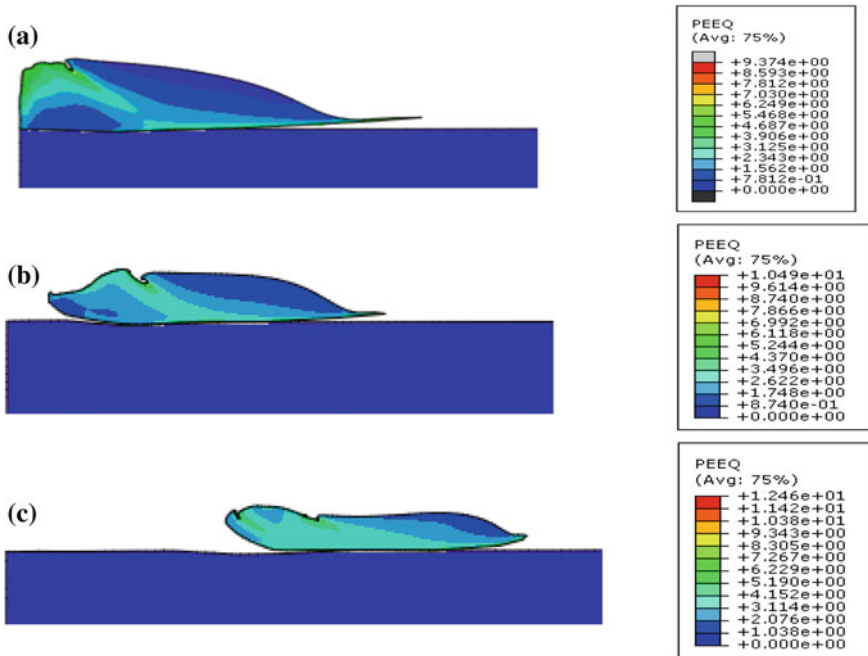 (a)
PEEQ
(Avg: 75%)
+9.374e+00
+8.593e+00
+7.812e+00
+7.030e+00
+6.249e+00
+5.468e+00
+4.687e+00
+3.906e+00
+3.125e+00
+2.343e+00
+1.562e+00
+7.812e-01
+0.000e+00
(b)
PEEQ
(Avg: 75%)
+1.049e+01
+9.614e+00
+8.740e+00
+7.866e+00
+6.992e+00
+6.118e+00
+5.244e+00
+4.370e+00
+3.496e+00
+2.622e+00
+1.748e+00
+8.740e-01
+0.000e+00
(c)
PEEQ
(Avg: 75%)
+1.246e+01
+1.142e+01
+1.038e+01
+9.343e+00
+8.305e+00
+7.267e+00
+6.229e+00
+5.190e+00
+4.152e+00
+3.114e+00
+2.076e+00
+1.038e+00
+0.000e+00